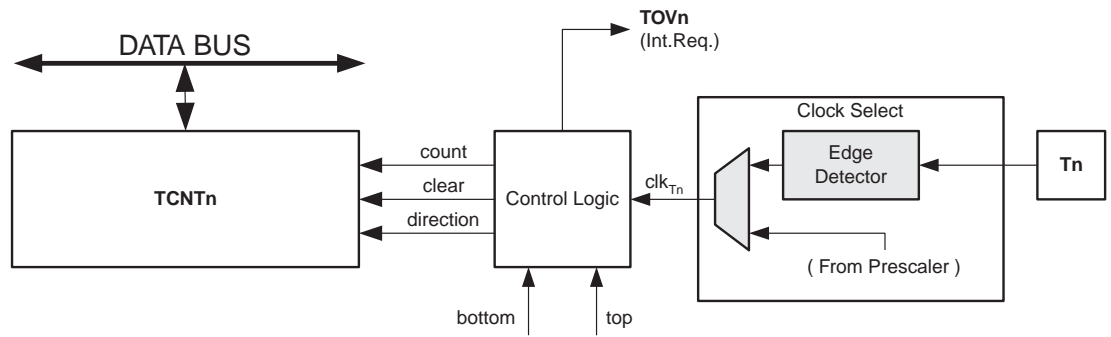 TOVn
(Int.Req.)
DATA BUS
Clock Select
count
Edge
Detector
Tn
TCNTn
clear
Control Logic
clkTn
direction
( From Prescaler )
bottom
top